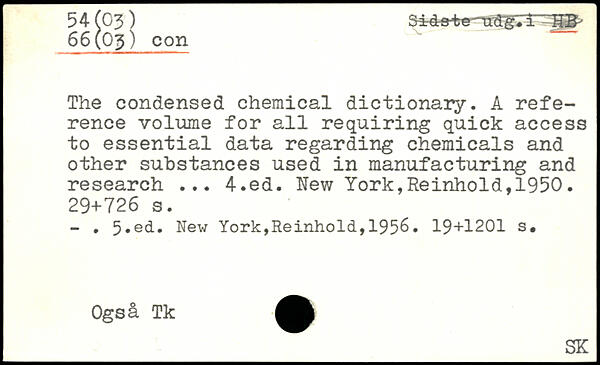 54(03)
Sidste udg.i HB
66(03) con
The condensed chemical dictionary. A refe-
rence volume for all requiring quick access
to essential data regarding chemicals and
other substances used in manufacturing and
research ... 4.ed. New York,Reinhold,1950.
29+726 s.
- . 5.ed. New York,Reinhold,1956. 19+1201 s.
Også Tk
SK